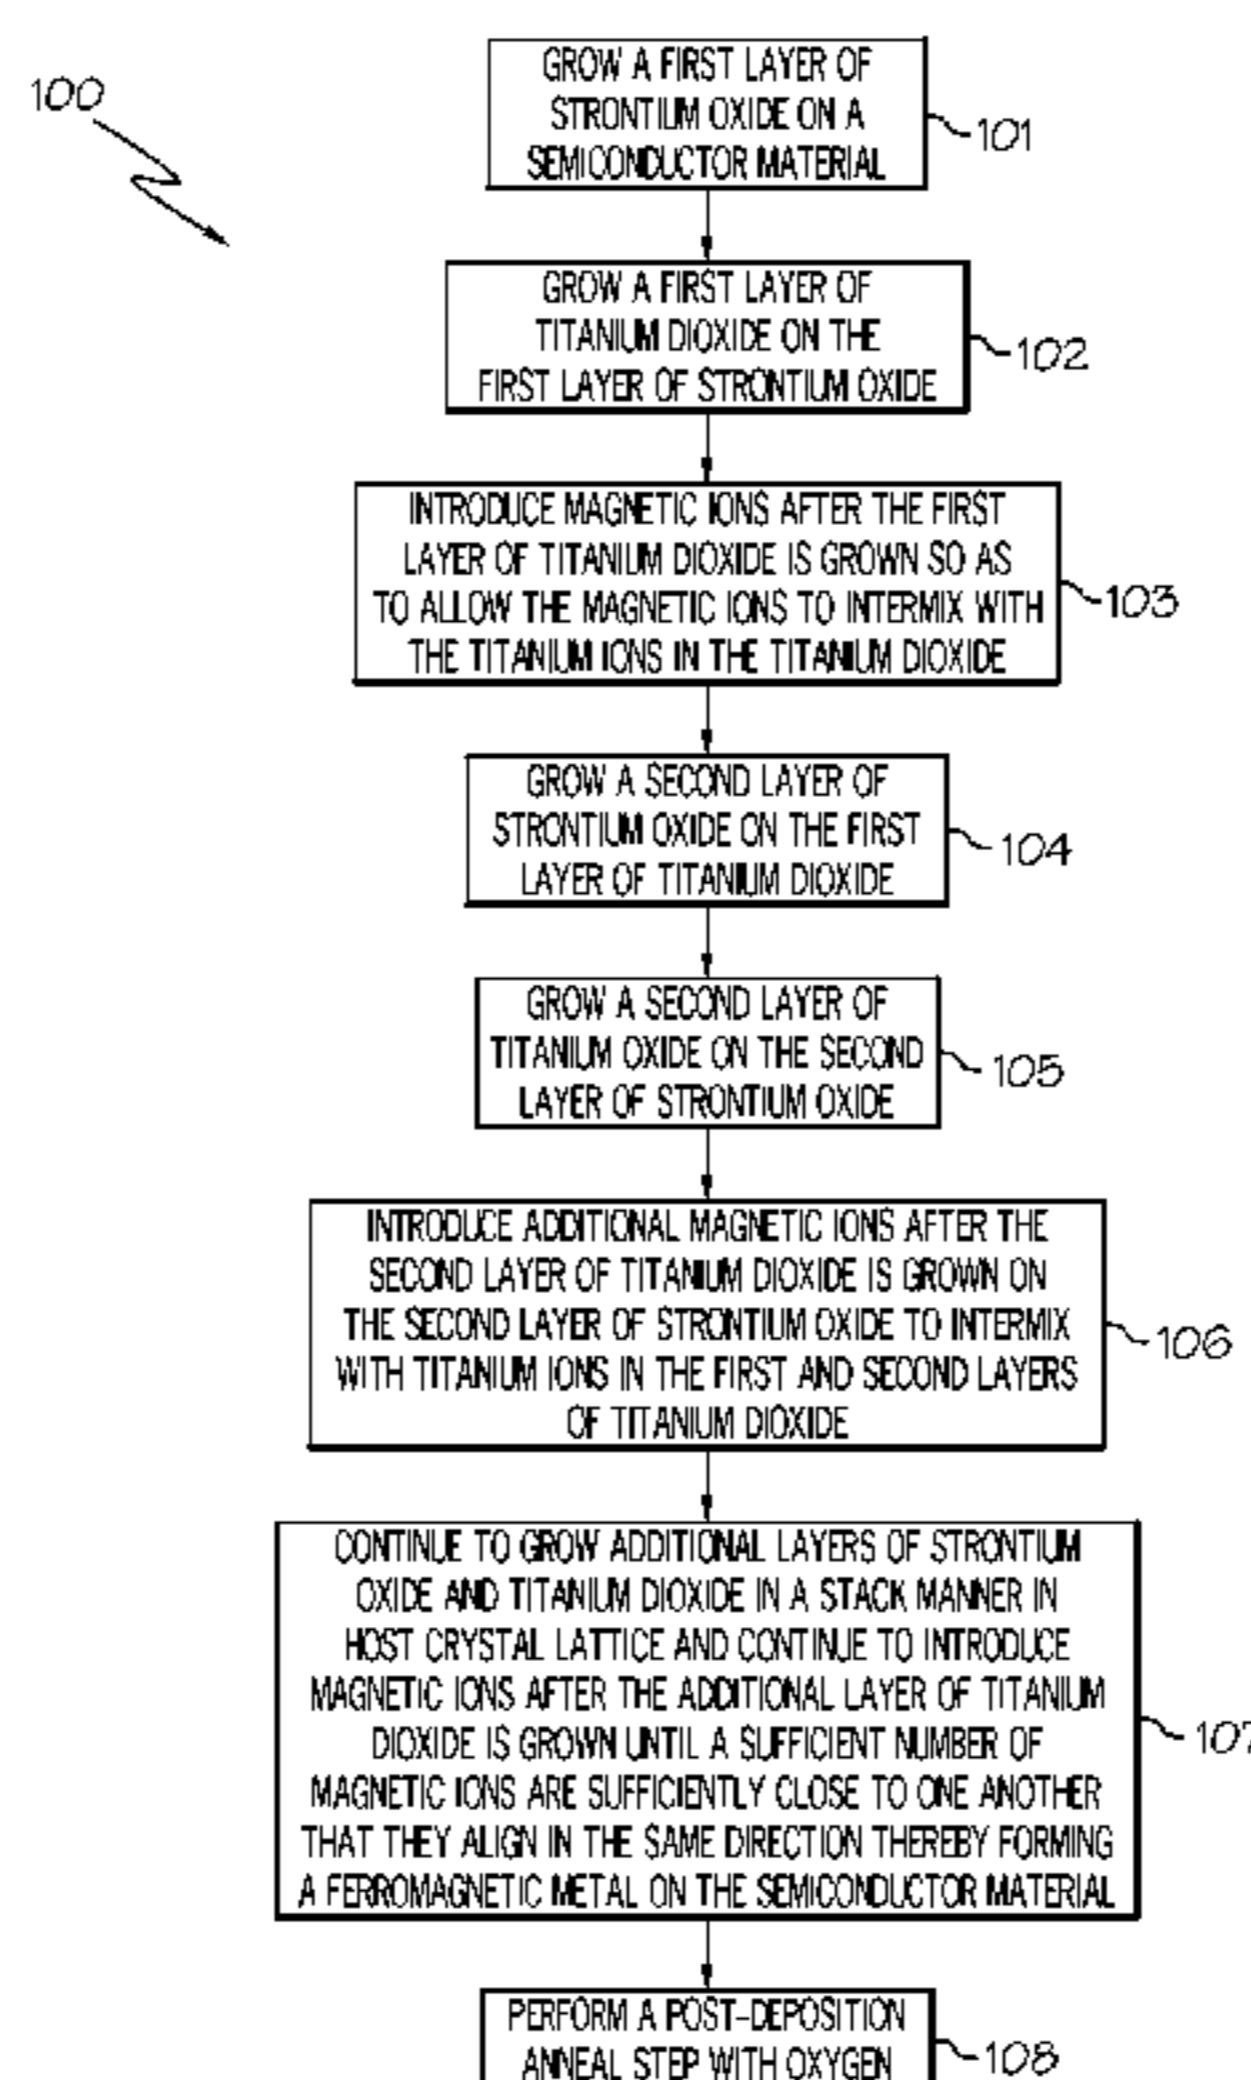 100
GROW A FIRST LAYER OF
STRONTIUM OXIDE ON A
SEMICONDUCTOR MATERIAL
101
GROW A FIRST LAYER OF
TITANIUM DIOXIDE ON THE
FIRST LAYER OF STRONTIUM OXIDE
102
INTRODUCE MAGNETIC IONS AFTER THE FIRST
LAYER OF TITANIUM DIOXIDE IS GROWN SO AS
TO ALLOW THE MAGNETIC IONS TO INTERMIX WITH
THE TITANIUM IONS IN THE TITANIUM DIOXIDE
103
GROW A SECOND LAYER OF
STRONTIUM OXIDE ON THE FIRST
LAYER OF TITANIUM DIOXIDE
104
GROW A SECOND LAYER OF
TITANIUM OXIDE ON THE SECOND
LAYER OF STRONTIUM OXIDE
105
INTRODUCE ADDITIONAL MAGNETIC IONS AFTER THE
SECOND LAYER OF TITANIUM DIOXIDE IS GROWN ON
THE SECOND LAYER OF STRONTIUM OXIDE TO INTERMIX
WITH TITANIUM IONS IN THE FIRST AND SECOND LAYERS
OF TITANIUM DIOXIDE
106
CONTINUE TO GROW ADDITIONAL LAYERS OF STRONTIUM
OXIDE AND TITANIUM DIOXIDE IN A STACK MANNER IN
HOST CRYSTAL LATTICE AND CONTINUE TO INTRODUCE
MAGNETIC IONS AFTER THE ADDITIONAL LAYER OF TITANIUM
DIOXIDE IS GROWN UNTIL A SUFFICIENT NUMBER OF
MAGNETIC IONS ARE SUFFICIENTLY CLOSE TO ONE ANOTHER
THAT THEY ALIGN IN THE SAME DIRECTION THEREBY FORMING
A FERROMAGNETIC METAL ON THE SEMICONDUCTOR MATERIAL
107
PERFORM A POST-DEPOSITION
ANNEAL STEP WITH OXYGEN
108